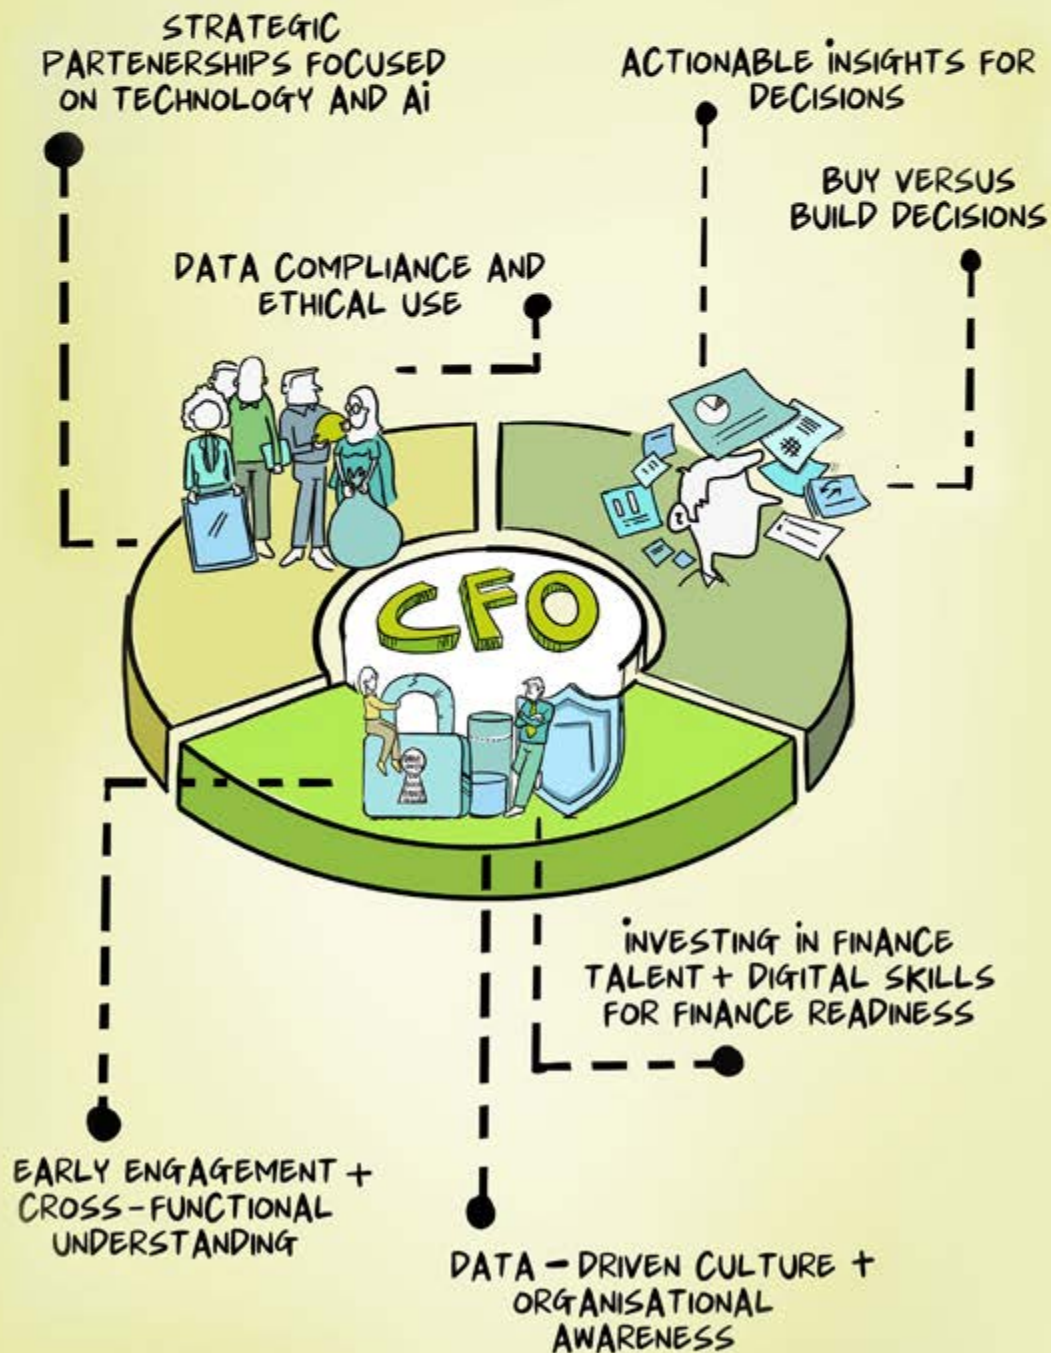 STRATEGIC
PARTENERSHIPS FOCUSED
ON TECHNOLOGY AND AI
ACTIONABLE INSIGHTS FOR
DECISIONS
BUY VERSUS
BUILD DECISIONS
DATA COMPLIANCE AND
ETHICAL USE
CFO
INVESTING IN FINANCE
TALENT + DIGITAL SKILLS
FOR FINANCE READINESS
EARLY ENGAGEMENT +
CROSS-FUNCTIONAL
UNDERSTANDING
DATA - DRIVEN CULTURE +
ORGANISATIONAL
AWARENESS